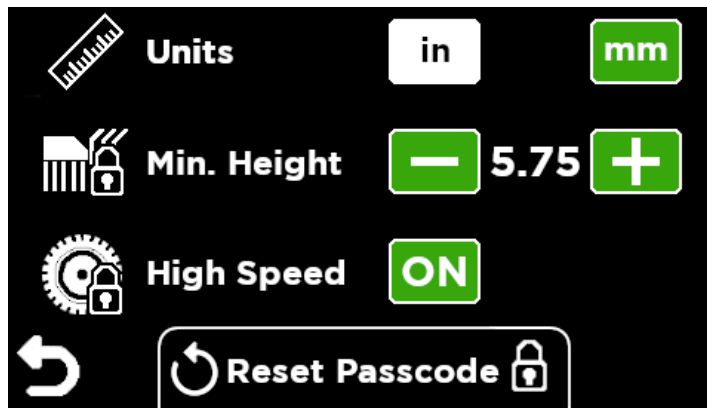 Units in mm
Min. Height − 5.75 +
High Speed ON
Reset Passcode